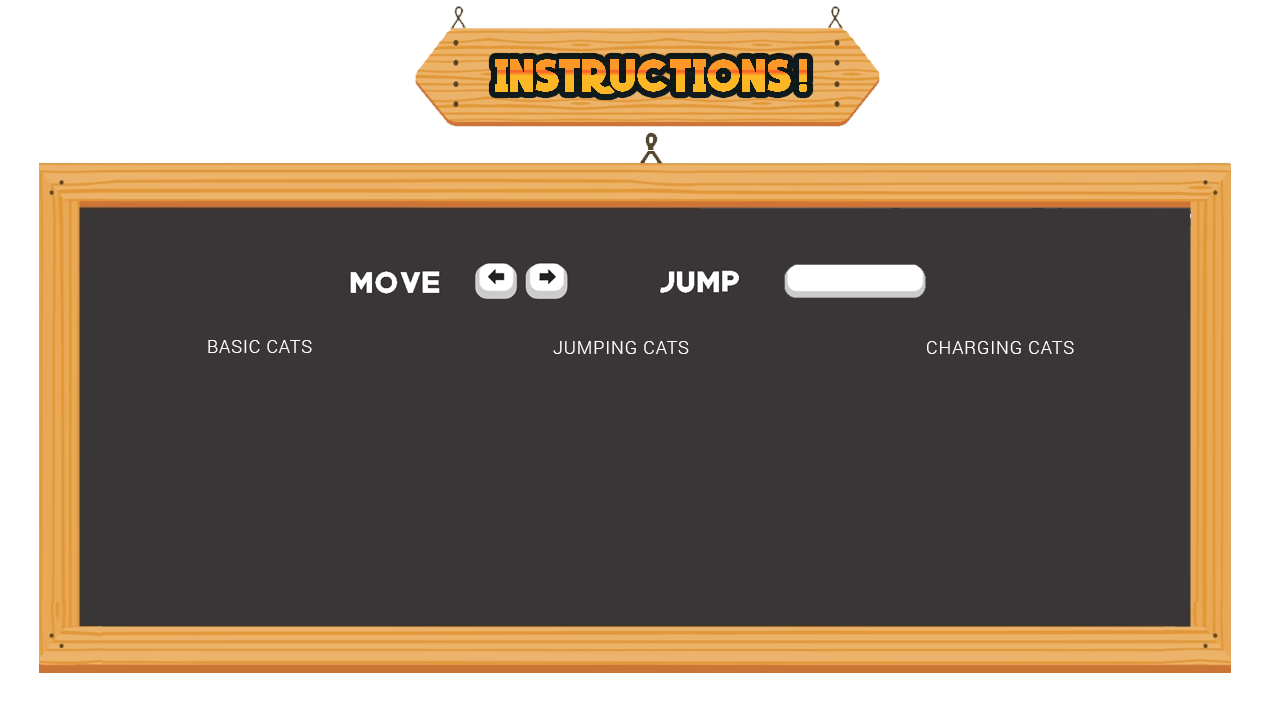 INSTRUCTIONS!
MOVE ← → JUMP
BASIC CATS JUMPING CATS CHARGING CATS